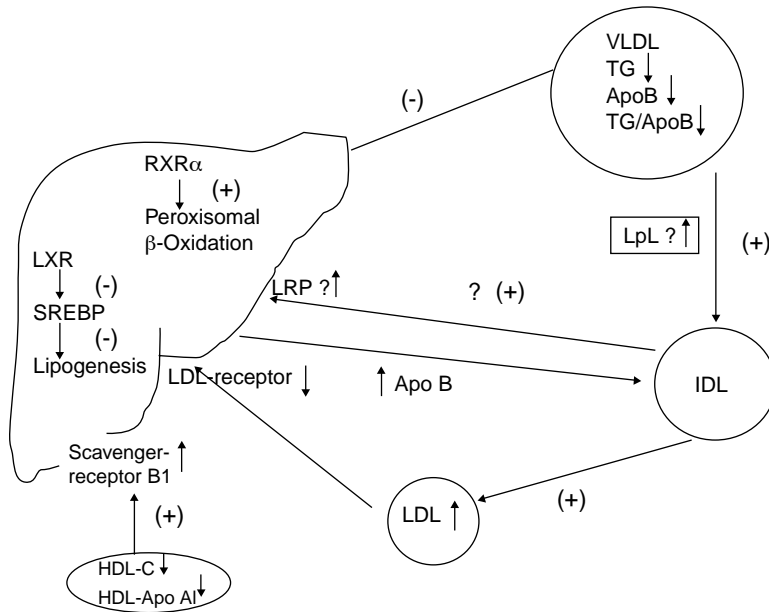 VLDL
TG ↓
ApoB ↓
TG/ApoB ↓
(-)
RXRα
(+)
Peroxisomal
β-Oxidation
LpL ? ↑
(+)
LXR
(-)
SREBP
(-)
Lipogenesis
LRP ? ↑
? (+)
LDL-receptor ↓
↑ Apo B
IDL
Scavenger-
receptor B1 ↑
(+)
LDL ↑
(+)
HDL-C ↓
HDL-Apo AI ↓